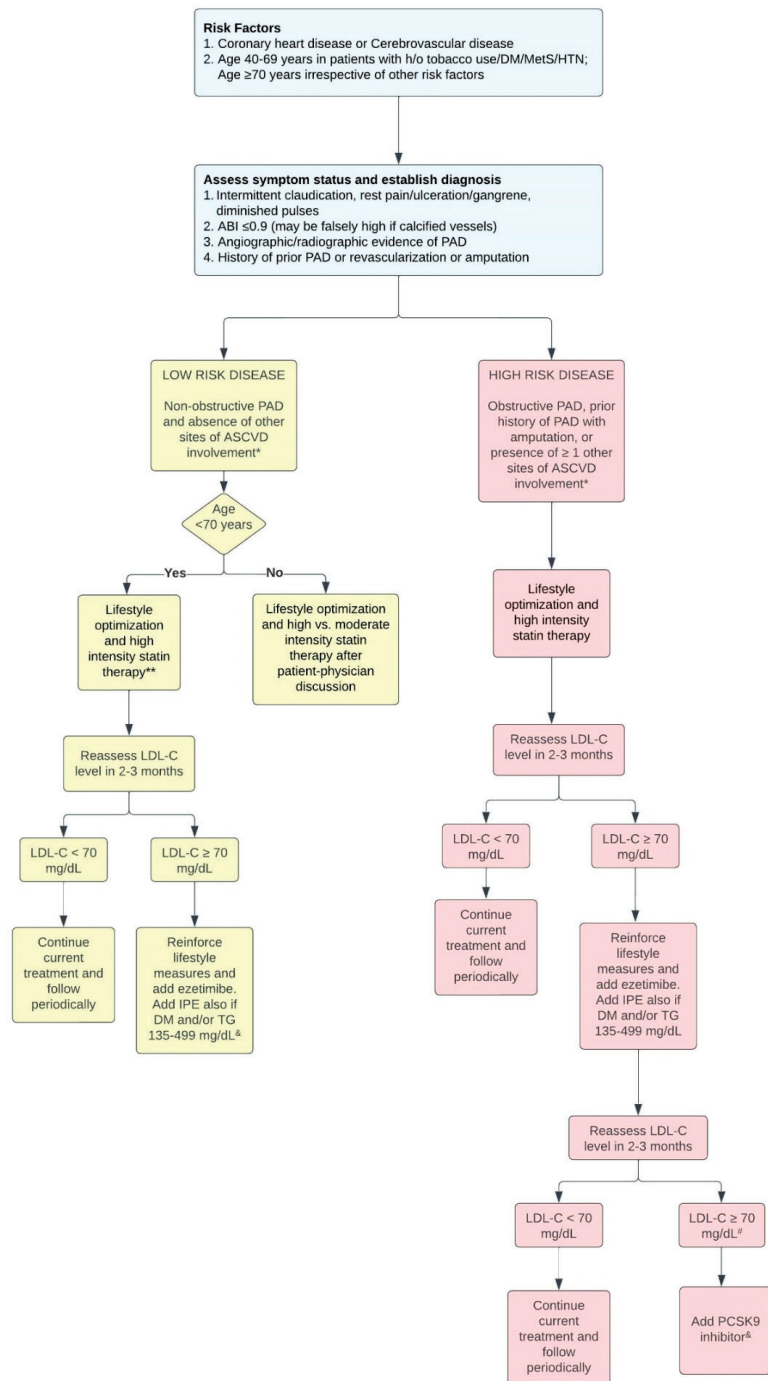 Risk Factors
1. Coronary heart disease or Cerebrovascular disease
2. Age 40-69 years in patients with h/o tobacco use/DM/MetS/HTN;
Age ≥70 years irrespective of other risk factors
Assess symptom status and establish diagnosis
1. Intermittent claudication, rest pain/ulceration/gangrene,
diminished pulses
2. ABI ≤0.9 (may be falsely high if calcified vessels)
3. Angiographic/radiographic evidence of PAD
4. History of prior PAD or revascularization or amputation
LOW RISK DISEASE
Non-obstructive PAD
and absence of other
sites of ASCVD
involvement*
HIGH RISK DISEASE
Obstructive PAD, prior
history of PAD with
amputation, or
presence of ≥ 1 other
sites of ASCVD
involvement*
Age
<70 years
Yes
No
Lifestyle
optimization
and high
intensity statin
therapy**
Lifestyle optimization
and high vs. moderate
intensity statin
therapy after
patient-physician
discussion
Lifestyle
optimization and
high intensity
statin therapy
Reassess LDL-C
level in 2-3 months
Reassess LDL-C
level in 2-3 months
LDL-C < 70
mg/dL
LDL-C ≥ 70
mg/dL
LDL-C < 70
mg/dL
LDL-C ≥ 70
mg/dL
Continue
current
treatment and
follow
periodically
Reinforce
lifestyle
measures and
add ezetimibe.
Add IPE also if
DM and/or TG
135-499 mg/dL&
Continue
current
treatment and
follow
periodically
Reinforce
lifestyle
measures and
add ezetimibe.
Add IPE also if
DM and/or TG
135-499 mg/dL
Reassess LDL-C
level in 2-3 months
LDL-C < 70
mg/dL
LDL-C ≥ 70
mg/dL#
Continue
current
treatment and
follow
periodically
Add PCSK9
inhibitor&